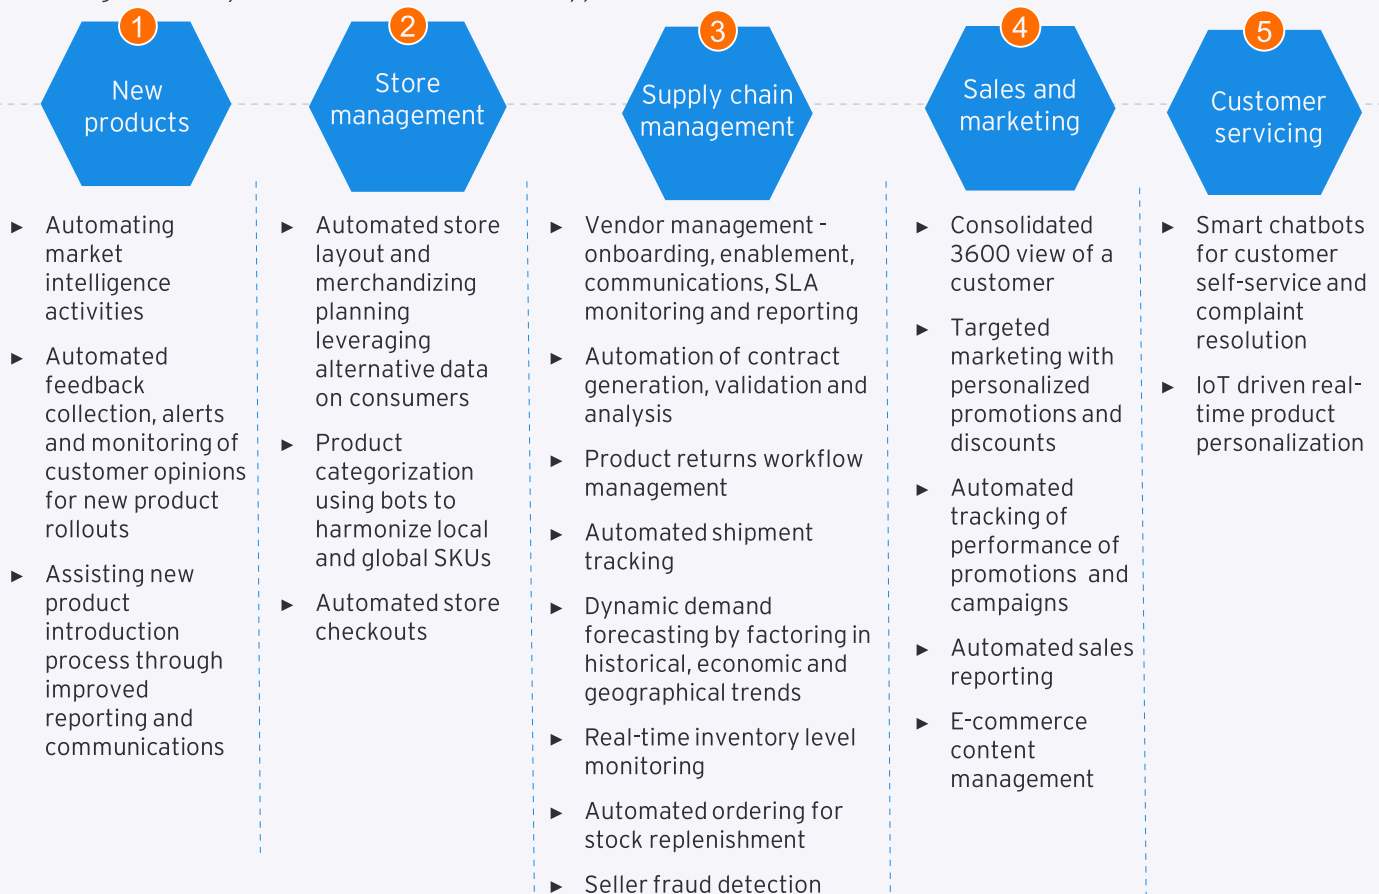 1
New
products
Automating
market
intelligence
activities
Automated
feedback
collection, alerts
and monitoring of
customer opinions
for new product
rollouts
Assisting new
product
introduction
process through
improved
reporting and
communications
2
Store
management
Automated store
layout and
merchandizing
planning
leveraging
alternative data
on consumers
Product
categorization
using bots to
harmonize local
and global SKUs
Automated store
checkouts
3
Supply chain
management
Vendor management -
onboarding, enablement,
communications, SLA
monitoring and reporting
Automation of contract
generation, validation and
analysis
Product returns workflow
management
Automated shipment
tracking
Dynamic demand
forecasting by factoring in
historical, economic and
geographical trends
Real-time inventory level
monitoring
Automated ordering for
stock replenishment
Seller fraud detection
4
Sales and
marketing
Consolidated
3600 view of a
customer
Targeted
marketing with
personalized
promotions and
discounts
Automated
tracking of
performance of
promotions and
campaigns
Automated sales
reporting
E-commerce
content
management
5
Customer
servicing
Smart chatbots
for customer
self-service and
complaint
resolution
IoT driven real-
time product
personalization